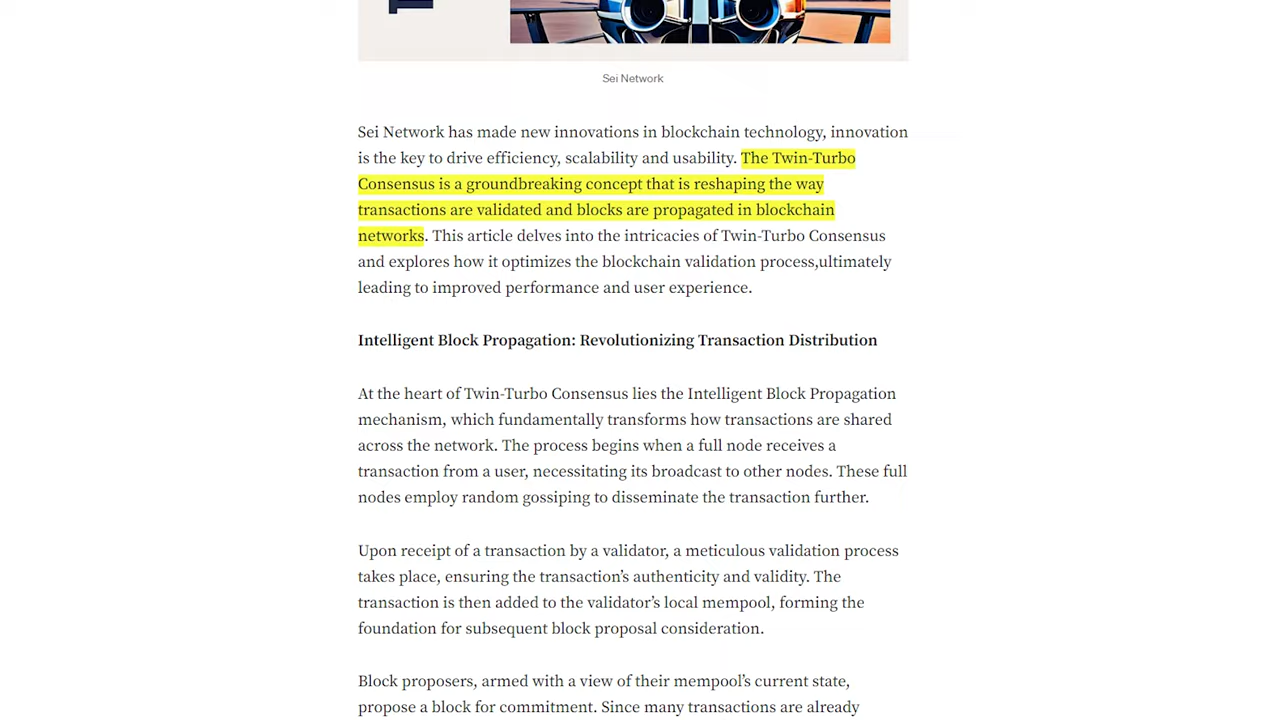 Sei Network
Sei Network has made new innovations in blockchain technology, innovation
is the key to drive efficiency, scalability and usability. The Twin-Turbo
Consensus is a groundbreaking concept that is reshaping the way
transactions are validated and blocks are propagated in blockchain
networks. This article delves into the intricacies of Twin-Turbo Consensus
and explores how it optimizes the blockchain validation process,ultimately
leading to improved performance and user experience.
Intelligent Block Propagation: Revolutionizing Transaction Distribution
At the heart of Twin-Turbo Consensus lies the Intelligent Block Propagation
mechanism, which fundamentally transforms how transactions are shared
across the network. The process begins when a full node receives a
transaction from a user, necessitating its broadcast to other nodes. These full
nodes employ random gossiping to disseminate the transaction further.
Upon receipt of a transaction by a validator, a meticulous validation process
takes place, ensuring the transaction’s authenticity and validity. The
transaction is then added to the validator’s local mempool, forming the
foundation for subsequent block proposal consideration.
Block proposers, armed with a view of their mempool’s current state,
propose a block for commitment. Since many transactions are already